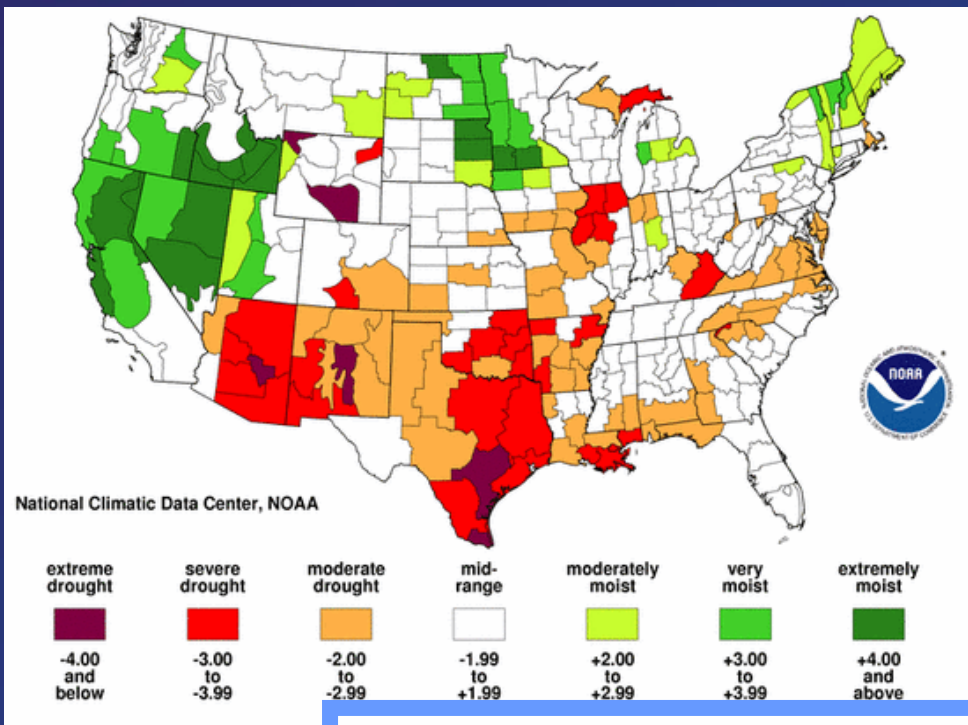 NOAA
National Climatic Data Center, NOAA
extreme
drought
severe
drought
moderate
drought
mid-
range
moderately
moist
very
moist
extremely
moist
-4.00
and
below
-3.00
to
-3.99
-2.00
to
-2.99
-1.99
to
+1.99
+2.00
to
+2.99
+3.00
to
+3.99
+4.00
and
above